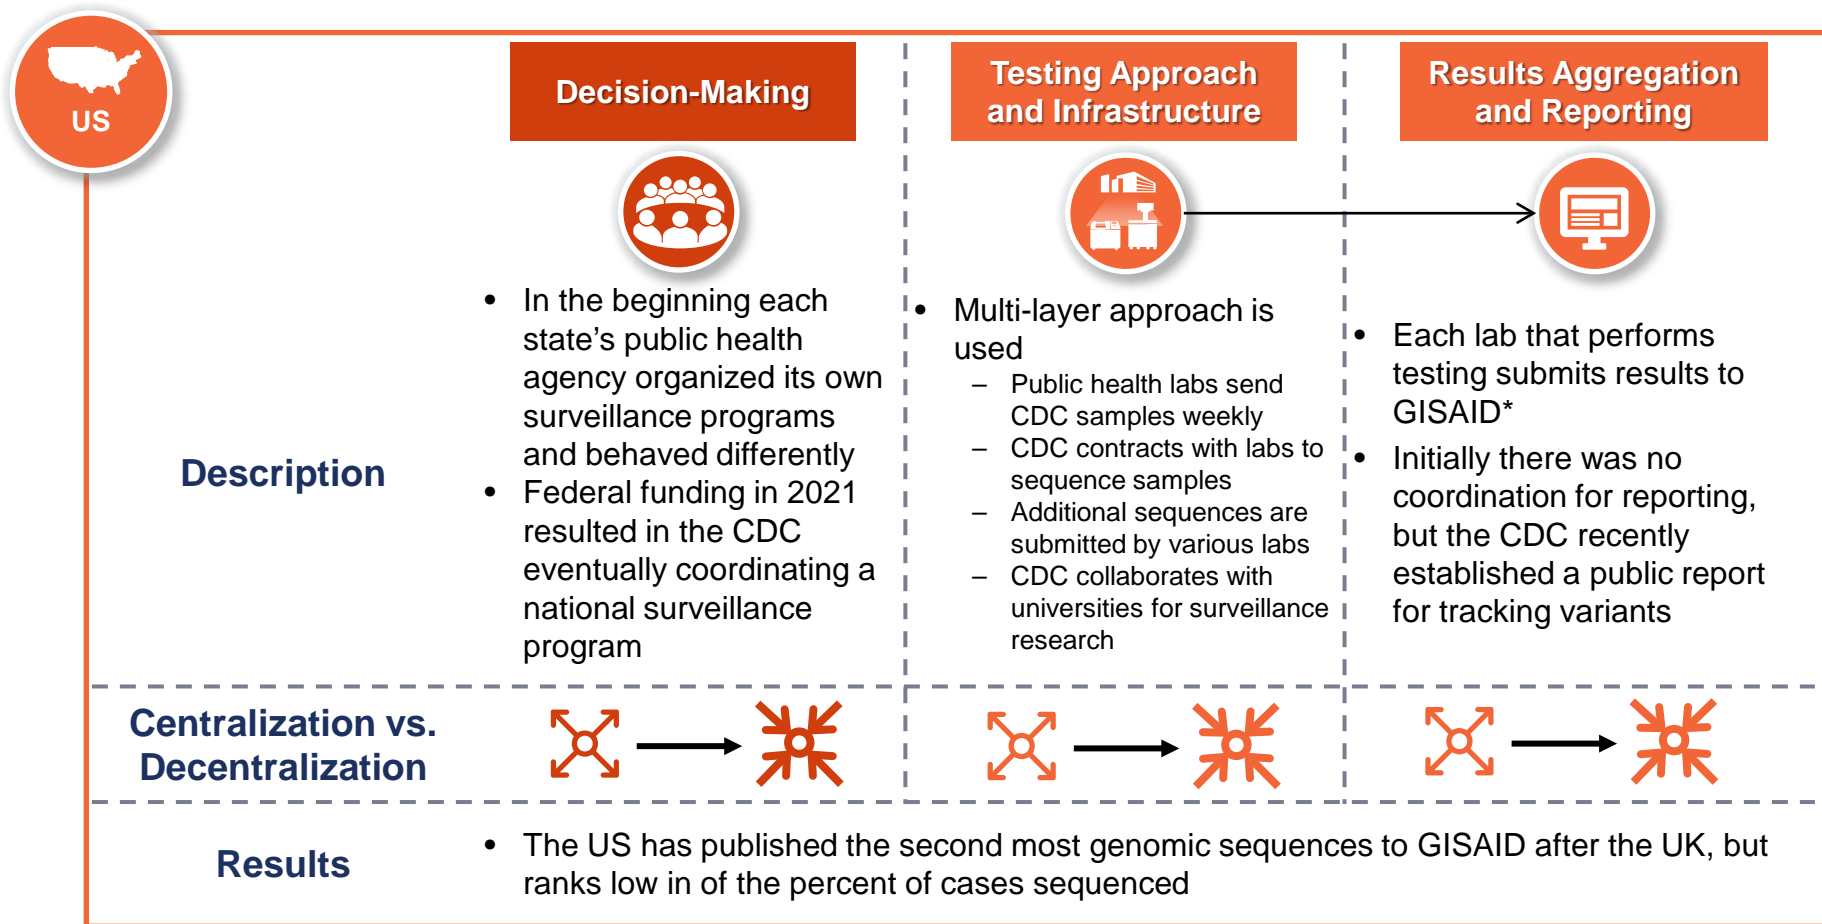 US
Decision-Making
Testing Approach
and Infrastructure
Results Aggregation
and Reporting
Description
• In the beginning each
state’s public health
agency organized its own
surveillance programs
and behaved differently
• Federal funding in 2021
resulted in the CDC
eventually coordinating a
national surveillance
program
• Multi-layer approach is
used
– Public health labs send
CDC samples weekly
– CDC contracts with labs to
sequence samples
– Additional sequences are
submitted by various labs
– CDC collaborates with
universities for surveillance
research
• Each lab that performs
testing submits results to
GISAID*
• Initially there was no
coordination for reporting,
but the CDC recently
established a public report
for tracking variants
Centralization vs.
Decentralization
Results
• The US has published the second most genomic sequences to GISAID after the UK, but
ranks low in of the percent of cases sequenced